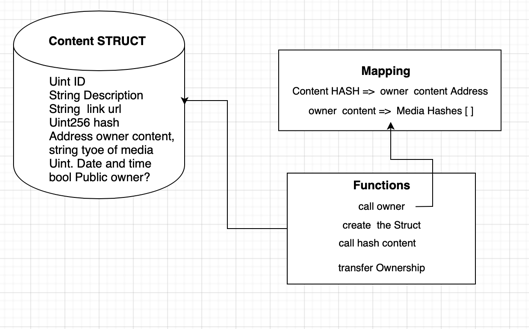 Content STRUCT
Uint ID
String Description
String link url
Uint256 hash
Address owner content,
string tyoe of media
Uint. Date and time
bool Public owner?
Mapping
Content HASH => owner content Address
owner content => Media Hashes [ ]
Functions
call owner
create the Struct
call hash content
transfer Ownership